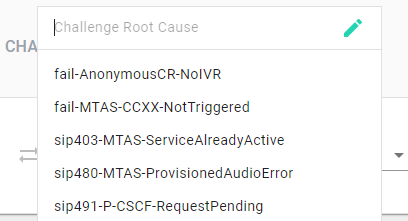 Challenge Root Cause
CHA
fail-AnonymousCR-NoIVR
fail-MTAS-CCXX-NotTriggered
sip403-MTAS-ServiceAlreadyActive
sip480-MTAS-ProvisionedAudioError
sip491-P-CSCF-RequestPending